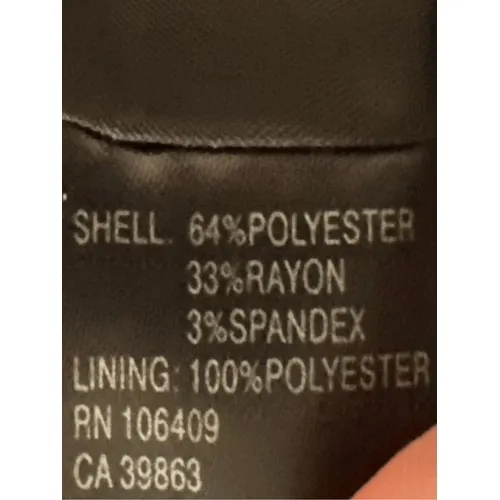 SHELL. 64%POLYESTER
33%RAYON
3%SPANDEX
LINING: 100%POLYESTER
RN 106409
CA 39863